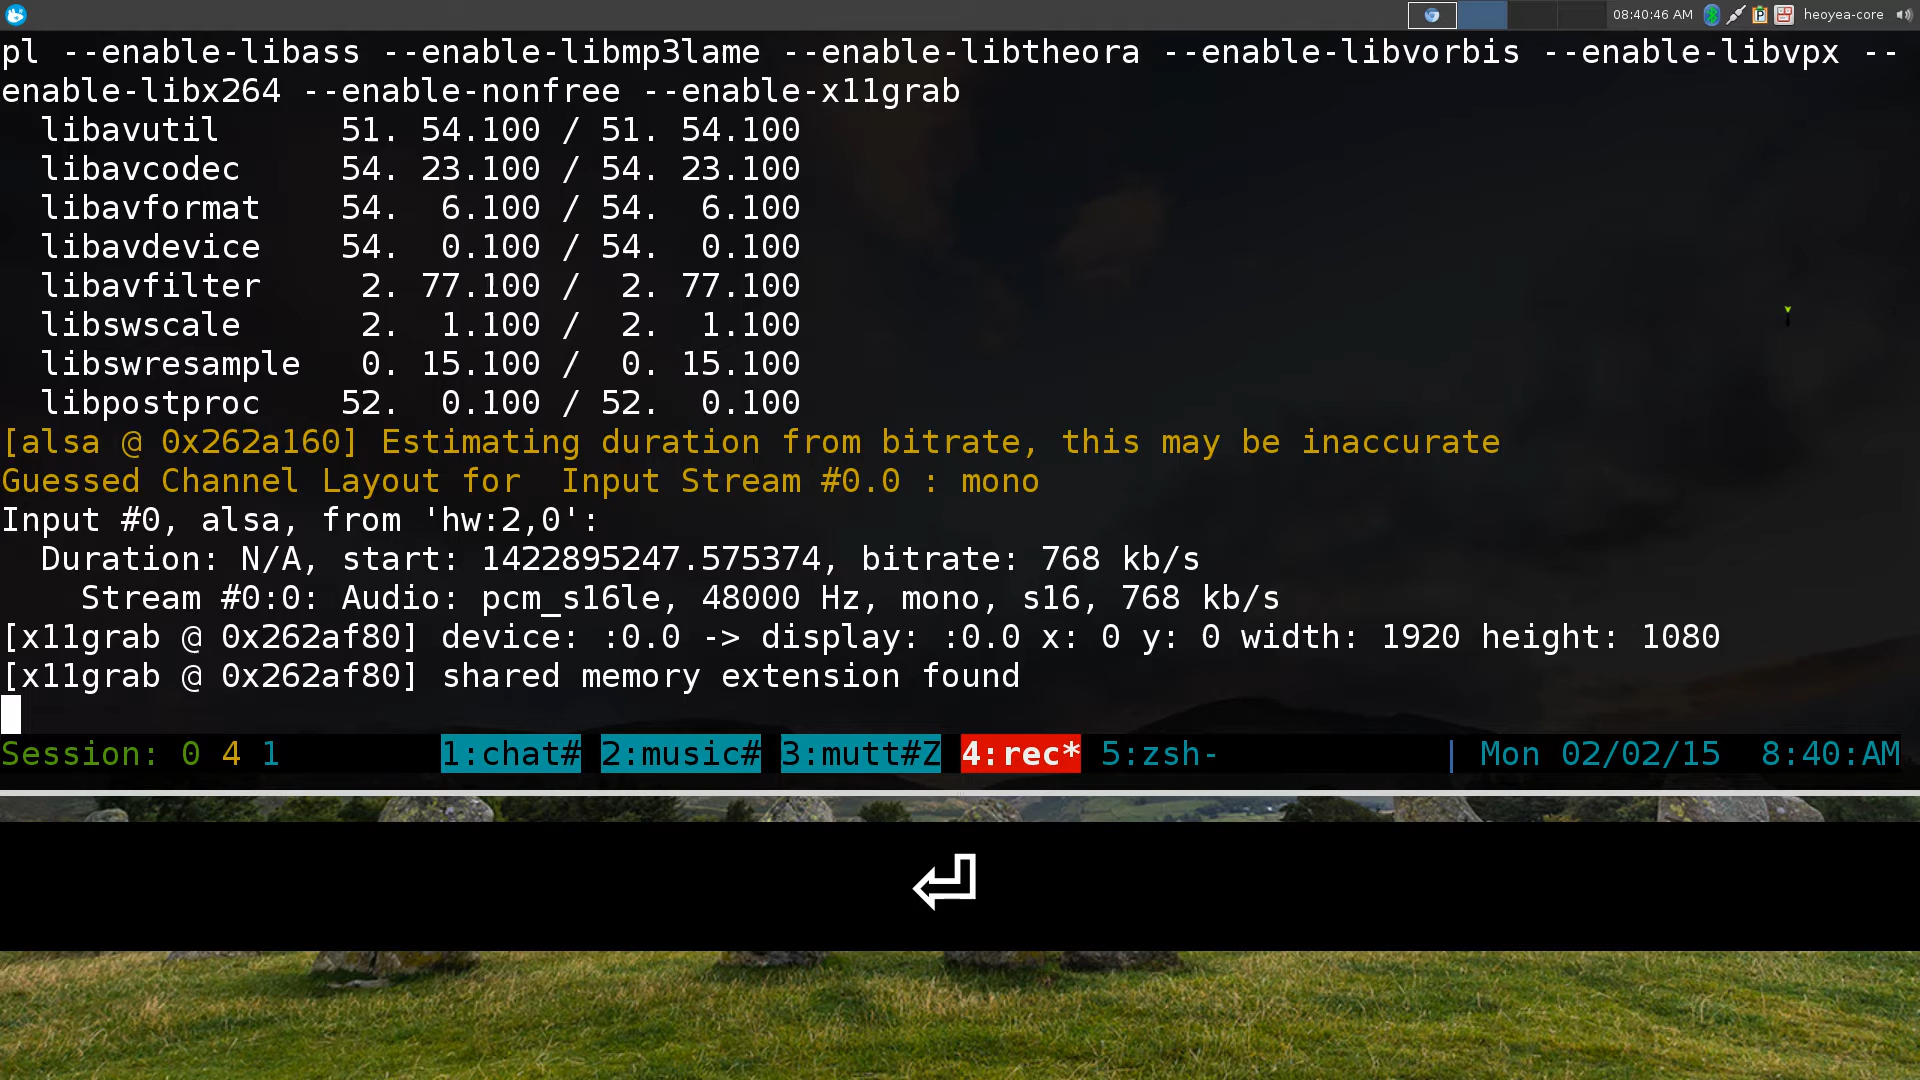 08:40:46 AM heoyea-core
pl --enable-libass --enable-libmp3lame --enable-libtheora --enable-libvorbis --enable-libvpx --
enable-libx264 --enable-nonfree --enable-x11grab
libavutil 51. 54.100 / 51. 54.100
libavcodec 54. 23.100 / 54. 23.100
libavformat 54. 6.100 / 54. 6.100
libavdevice 54. 0.100 / 54. 0.100
libavfilter 2. 77.100 / 2. 77.100
libswscale 2. 1.100 / 2. 1.100
libswresample 0. 15.100 / 0. 15.100
libpostproc 52. 0.100 / 52. 0.100
[alsa @ 0x262a160] Estimating duration from bitrate, this may be inaccurate
Guessed Channel Layout for  Input Stream #0.0 : mono
Input #0, alsa, from 'hw:2,0':
Duration: N/A, start: 1422895247.575374, bitrate: 768 kb/s
Stream #0:0: Audio: pcm_s16le, 48000 Hz, mono, s16, 768 kb/s
[x11grab @ 0x262af80] device: :0.0 -> display: :0.0 x: 0 y: 0 width: 1920 height: 1080
[x11grab @ 0x262af80] shared memory extension found
Session: 0 4 1 1:chat# 2:music# 3:mutt#Z 4:rec* 5:zsh- | Mon 02/02/15 8:40:AM